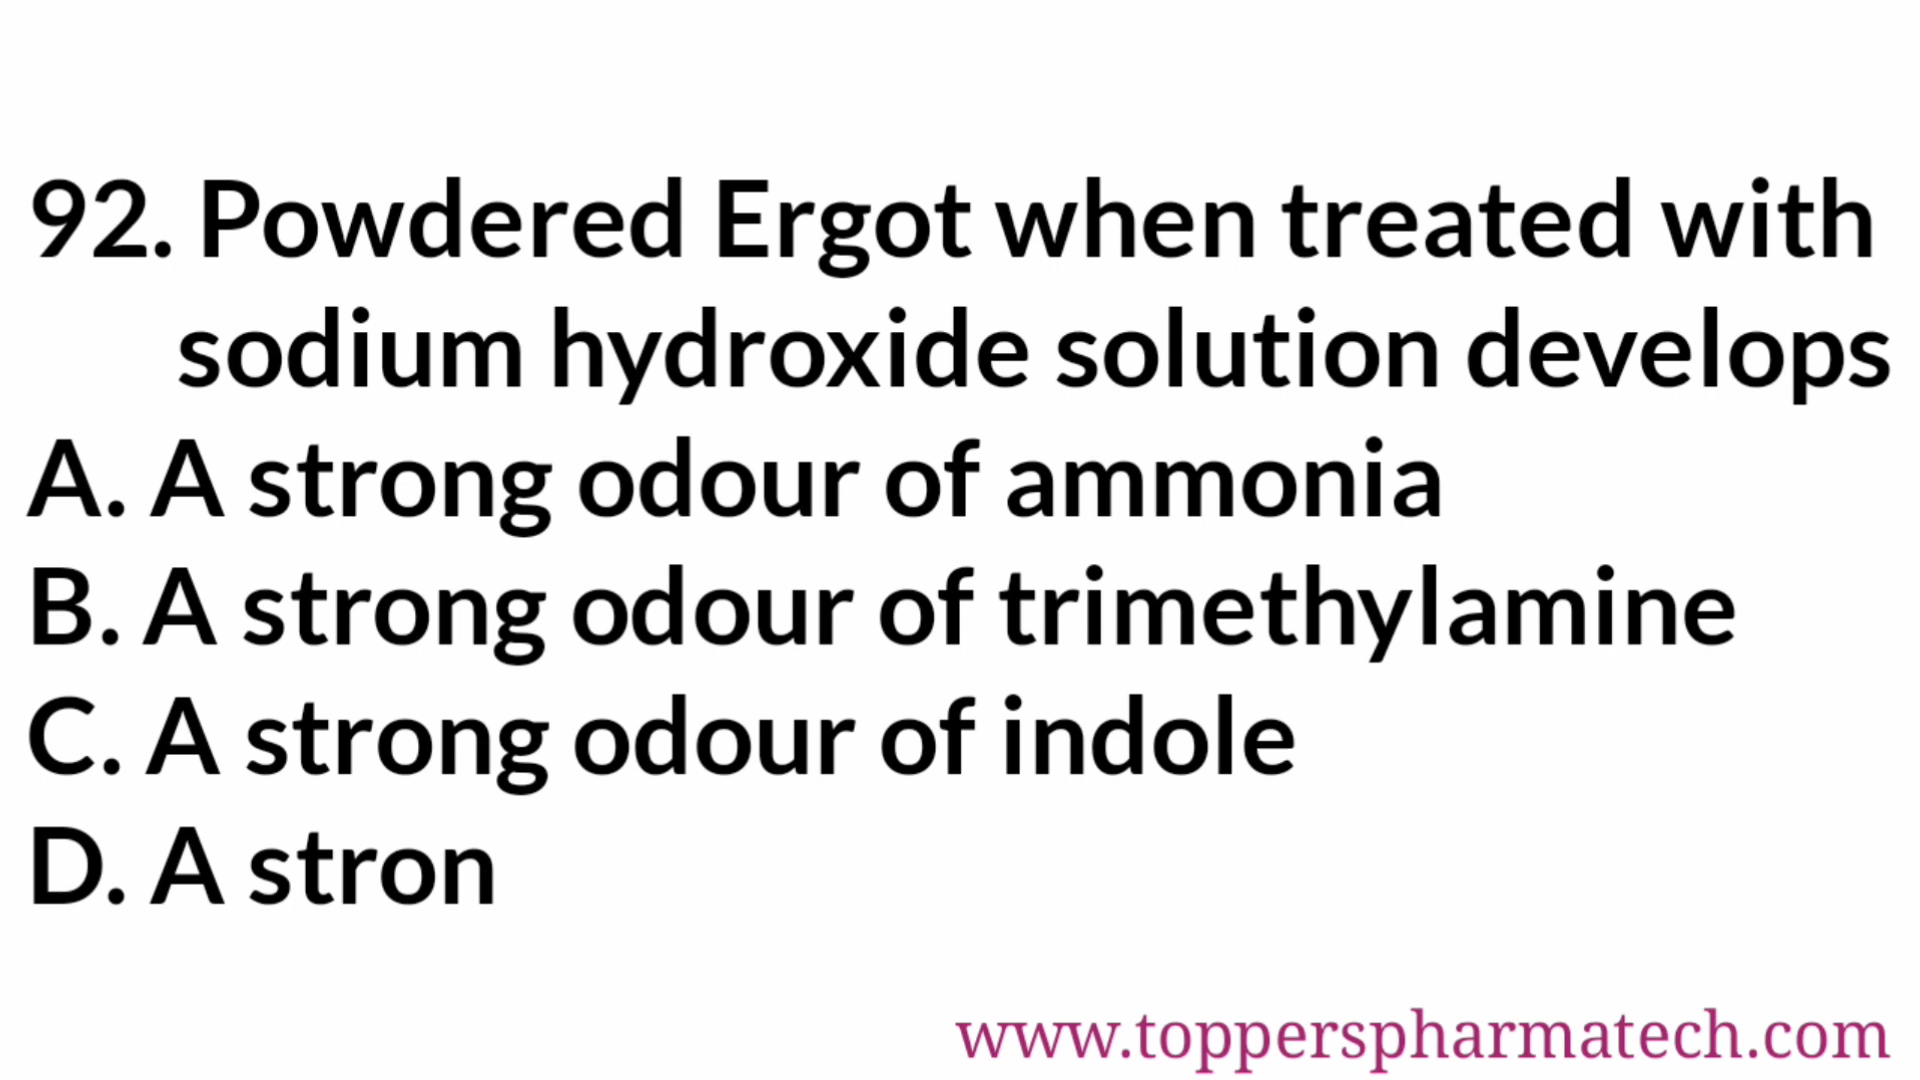 92. Powdered Ergot when treated with
sodium hydroxide solution develops
A. A strong odour of ammonia
B. A strong odour of trimethylamine
C. A strong odour of indole
D. A stron
www.topperspharmatech.com